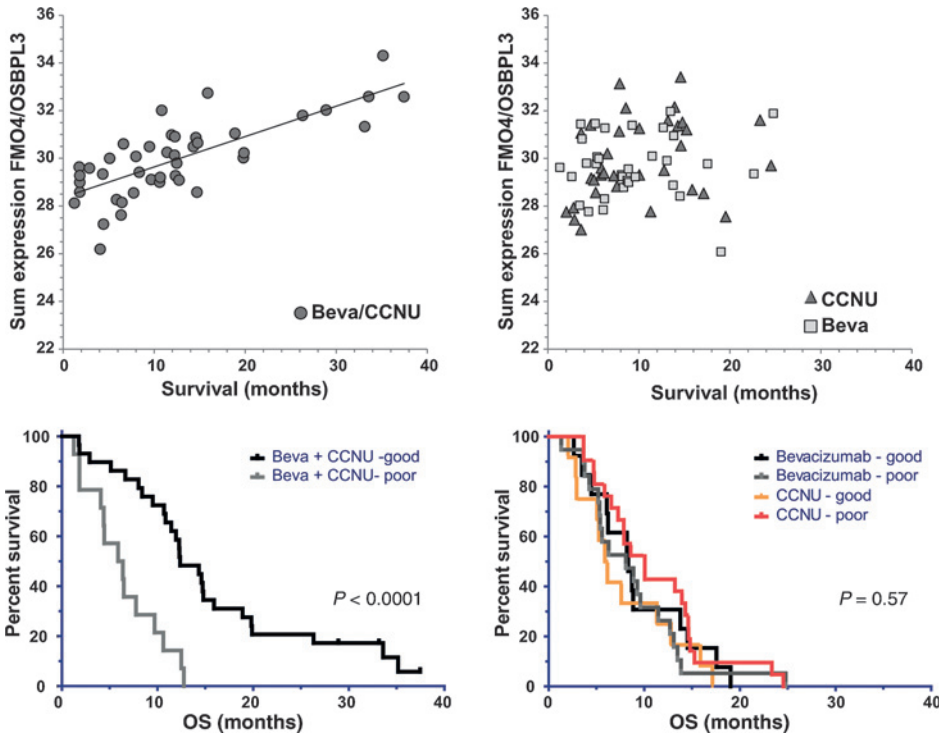 Sum expression FMO4/OSBPL3
36
34
32
30
28
26
24
22
Beva/CCNU
0
10
20
30
40
Survival (months)
Sum expression FMO4/OSBPL3
36
34
32
30
28
26
24
22
CCNU
Beva
0
10
20
30
40
Survival (months)
Percent survival
100
80
60
40
20
0
Beva + CCNU -good
Beva + CCNU- poor
P < 0.0001
0
10
20
30
40
OS (months)
Percent survival
100
80
60
40
20
0
Bevacizumab - good
Bevacizumab - poor
CCNU - good
CCNU - poor
P = 0.57
0
10
20
30
40
OS (months)